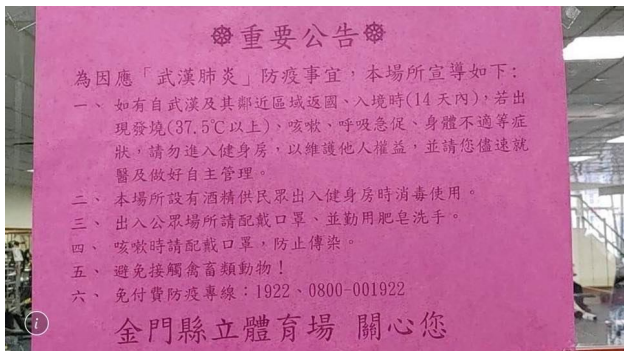 ☸重要公告☸
為因應「武漢肺炎」防疫事宜，本場所宣導如下：
一、 如有自武漢及其鄰近區域返國、入境時(14天內)，若出
現發燒(37.5℃以上)、咳嗽、呼吸急促、身體不適等症
狀，請勿進入健身房，以維護他人權益，並請您儘速就
醫及做好自主管理。
二、 本場所設有酒精供民眾出入健身房時消毒使用。
三、 出入公眾場所請配戴口罩、並勤用肥皂洗手。
四、 咳嗽時請配戴口罩，防止傳染。
五、 避免接觸禽畜類動物！
六、 免付費防疫專線：1922、0800-001922
金門縣立體育場 關心您